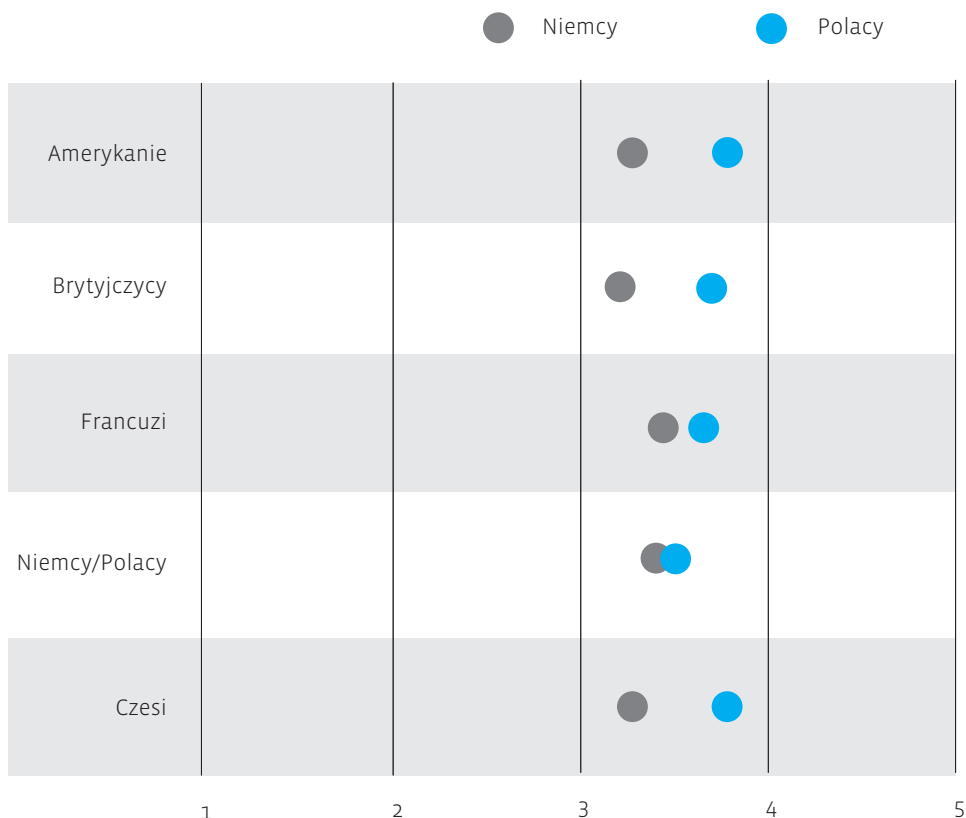 Niemcy Polacy
Amerykanie
Brytyjczycy
Francuzi
Niemcy/Polacy
Czesi
1 2 3 4 5